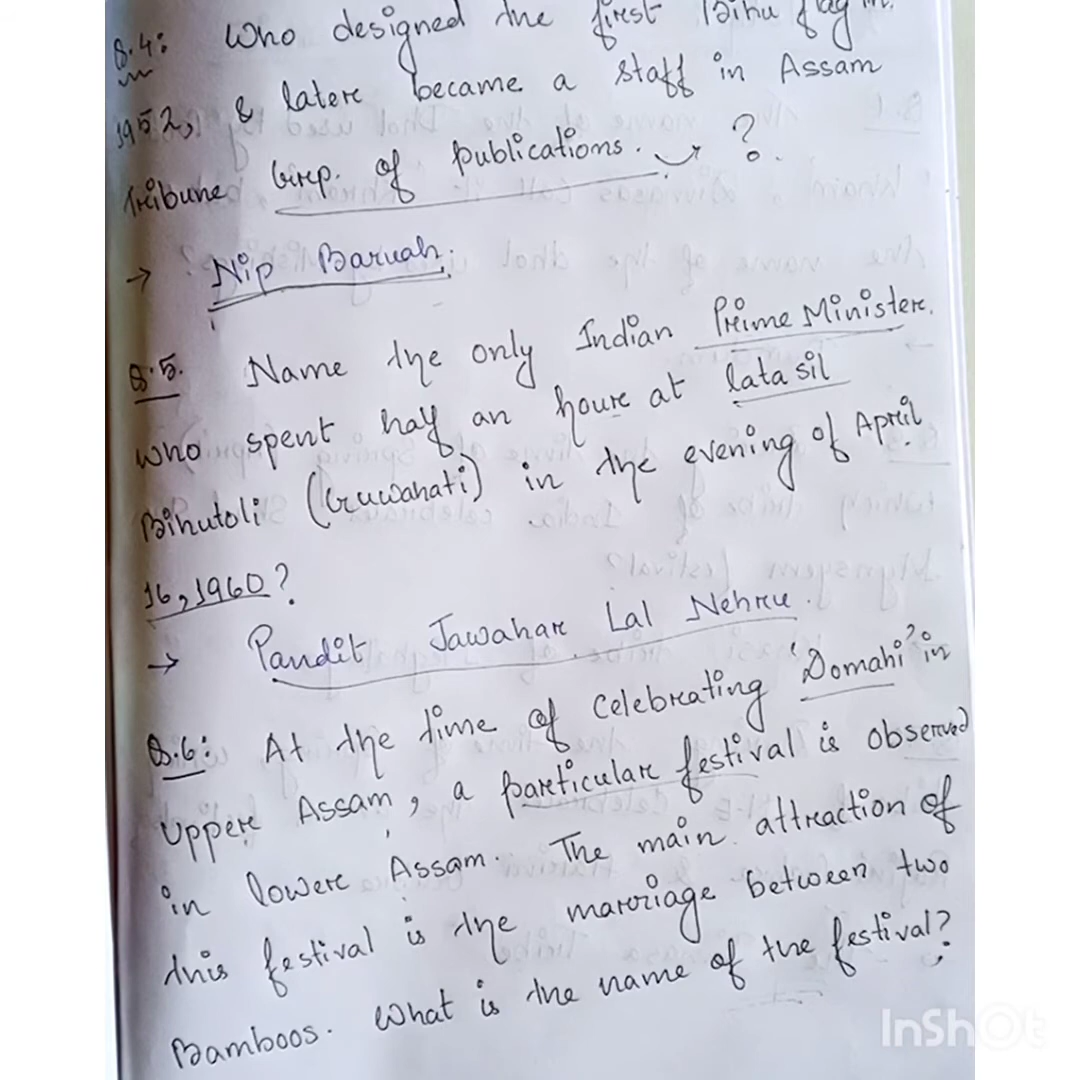 Q.4: Who designed the first Bihu flag in
1952, & later became a staff in Assam
Tribune Grp. of publications. → ?
→ Nip Baruah.
Q.5. Name the only Indian Prime Minister
who spent half an hour at latasil
Bihutoli (Guwahati) in the evening of April
16, 1960?
→ Pandit Jawahar Lal Nehru.
Q.6: At the time of celebrating 'Domahi' in
Upper Assam, a particular festival is observed
in lower Assam. The main attraction of
this festival is the marriage between two
Bamboos. What is the name of the festival?
InShOt